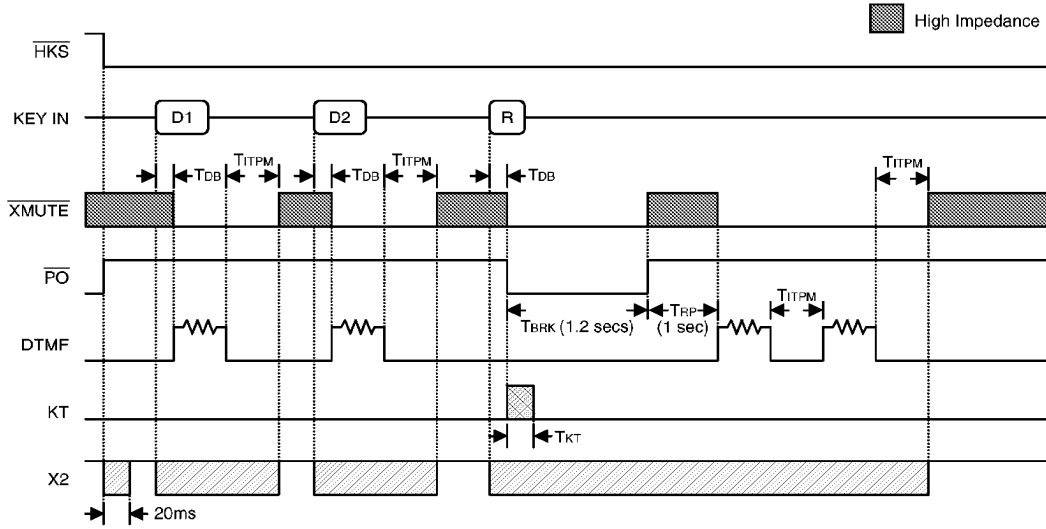 High Impedance
HKS
KEY IN
D1
D2
R
TDB
TITPM
TDB
TITPM
TDB
TITPM
XMUTE
PO
TITPM
TBRK (1.2 secs)
TRP
(1 sec)
DTMF
KT
TKT
X2
20ms